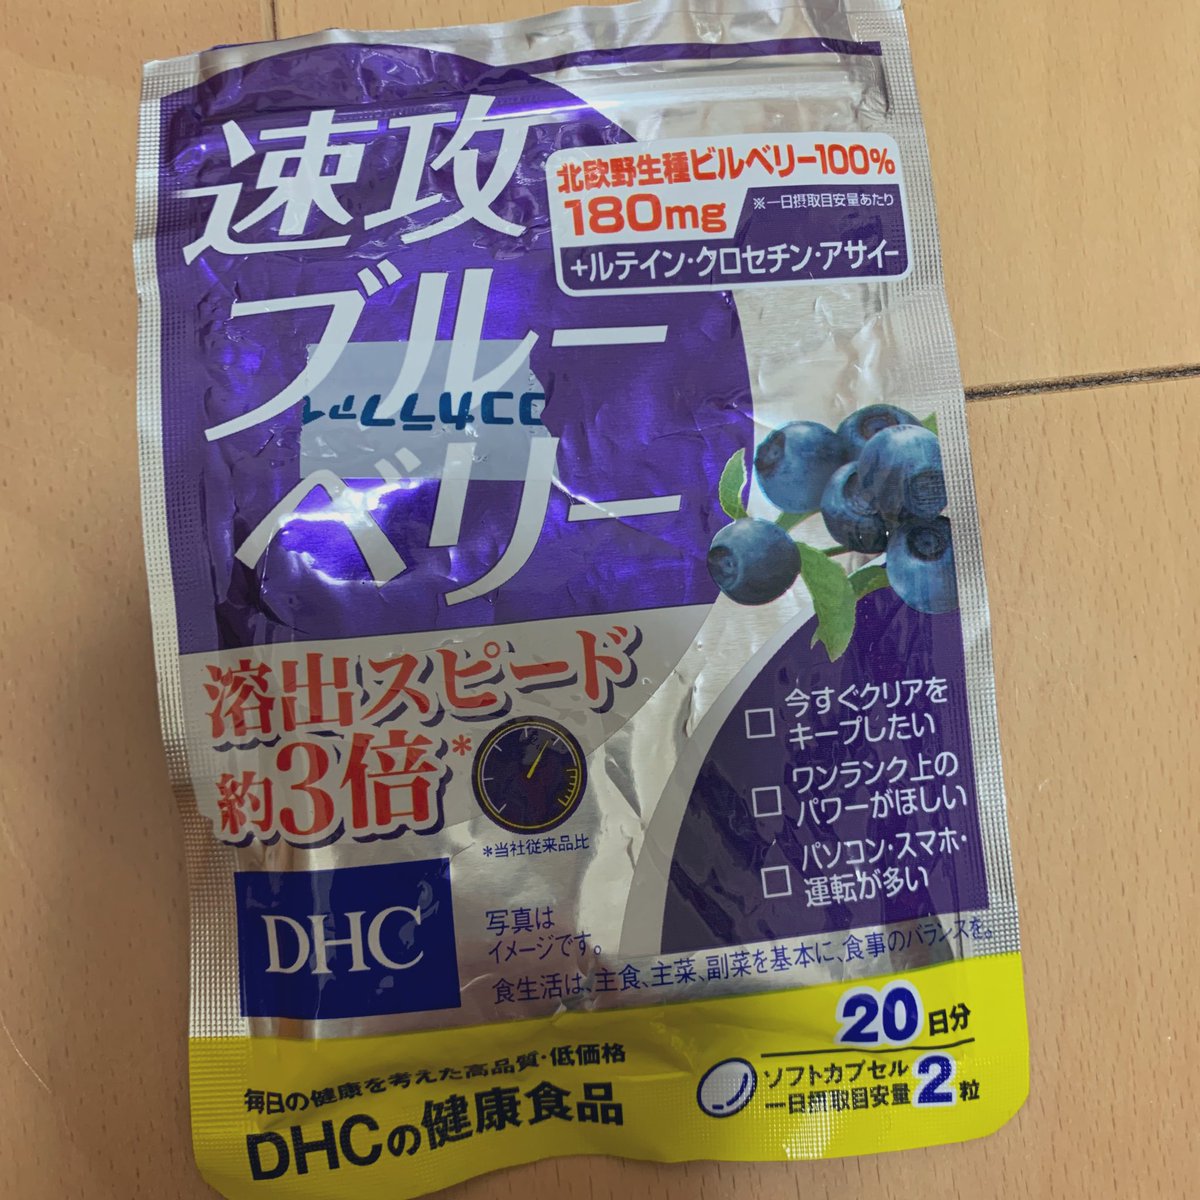 速攻
ブルー
ベリー
北欧野生種ビルベリー100%
180mg
※一日摂取目安量あたり
+ルテイン・クロセチン・アサイー
ココカラファイ
溶出スピード
約3倍*
*当社従来品比
□ 今すぐクリアを
キープしたい
□ ワンランク上の
パワーがほしい
□ パソコン・スマホ・
運転が多い
DHC
写真は
イメージです。
食生活は、主食、主菜、副菜を基本に、食事のバランスを。
毎日の健康を考えた高品質・低価格
DHCの健康食品
20日分
ソフトカプセル
一日摂取目安量 2粒